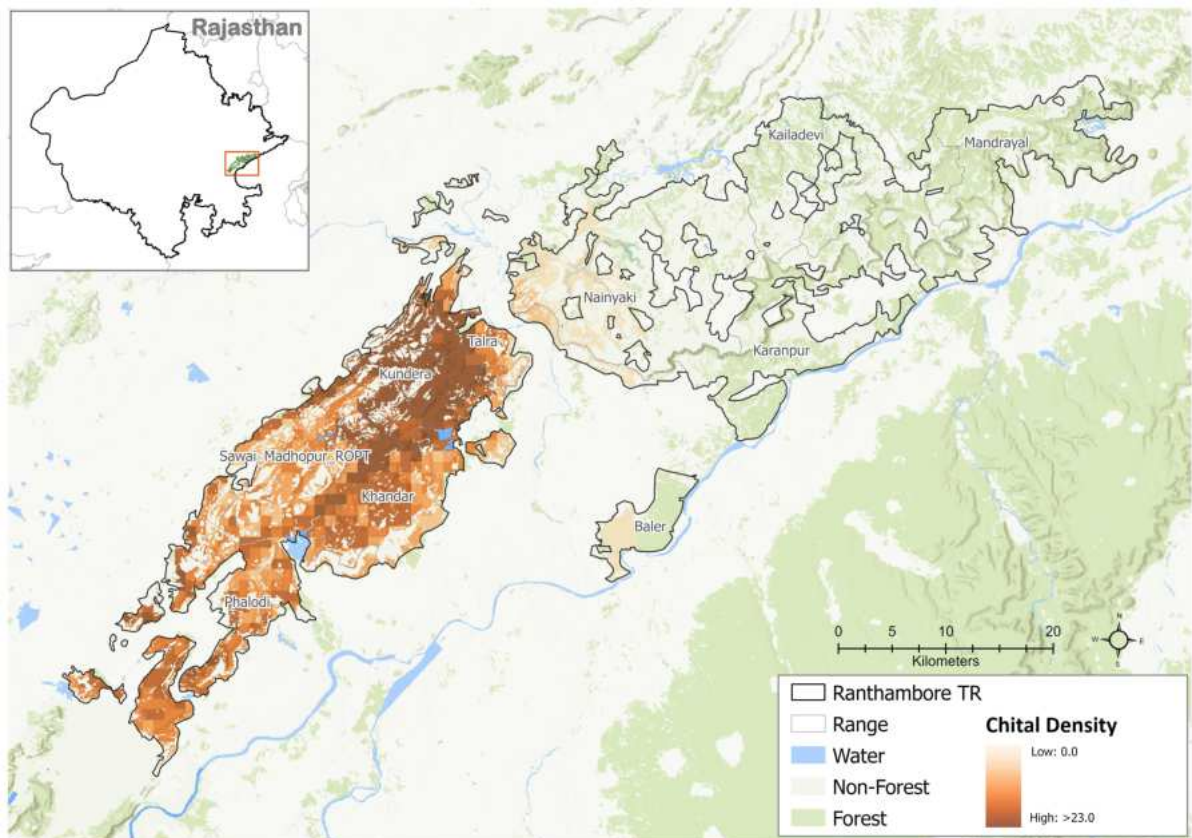 Rajasthan
Kailadevi
Mandrayal
Nainyaki
Talra
Kundera
Karanpur
Sawai Madhopur ROPT
Khandar
Baler
Phalodi
0 5 10 20
Kilometers
N
W E
S
Ranthambore TR
Range
Water
Non-Forest
Forest
Chital Density
Low: 0.0
High: >23.0